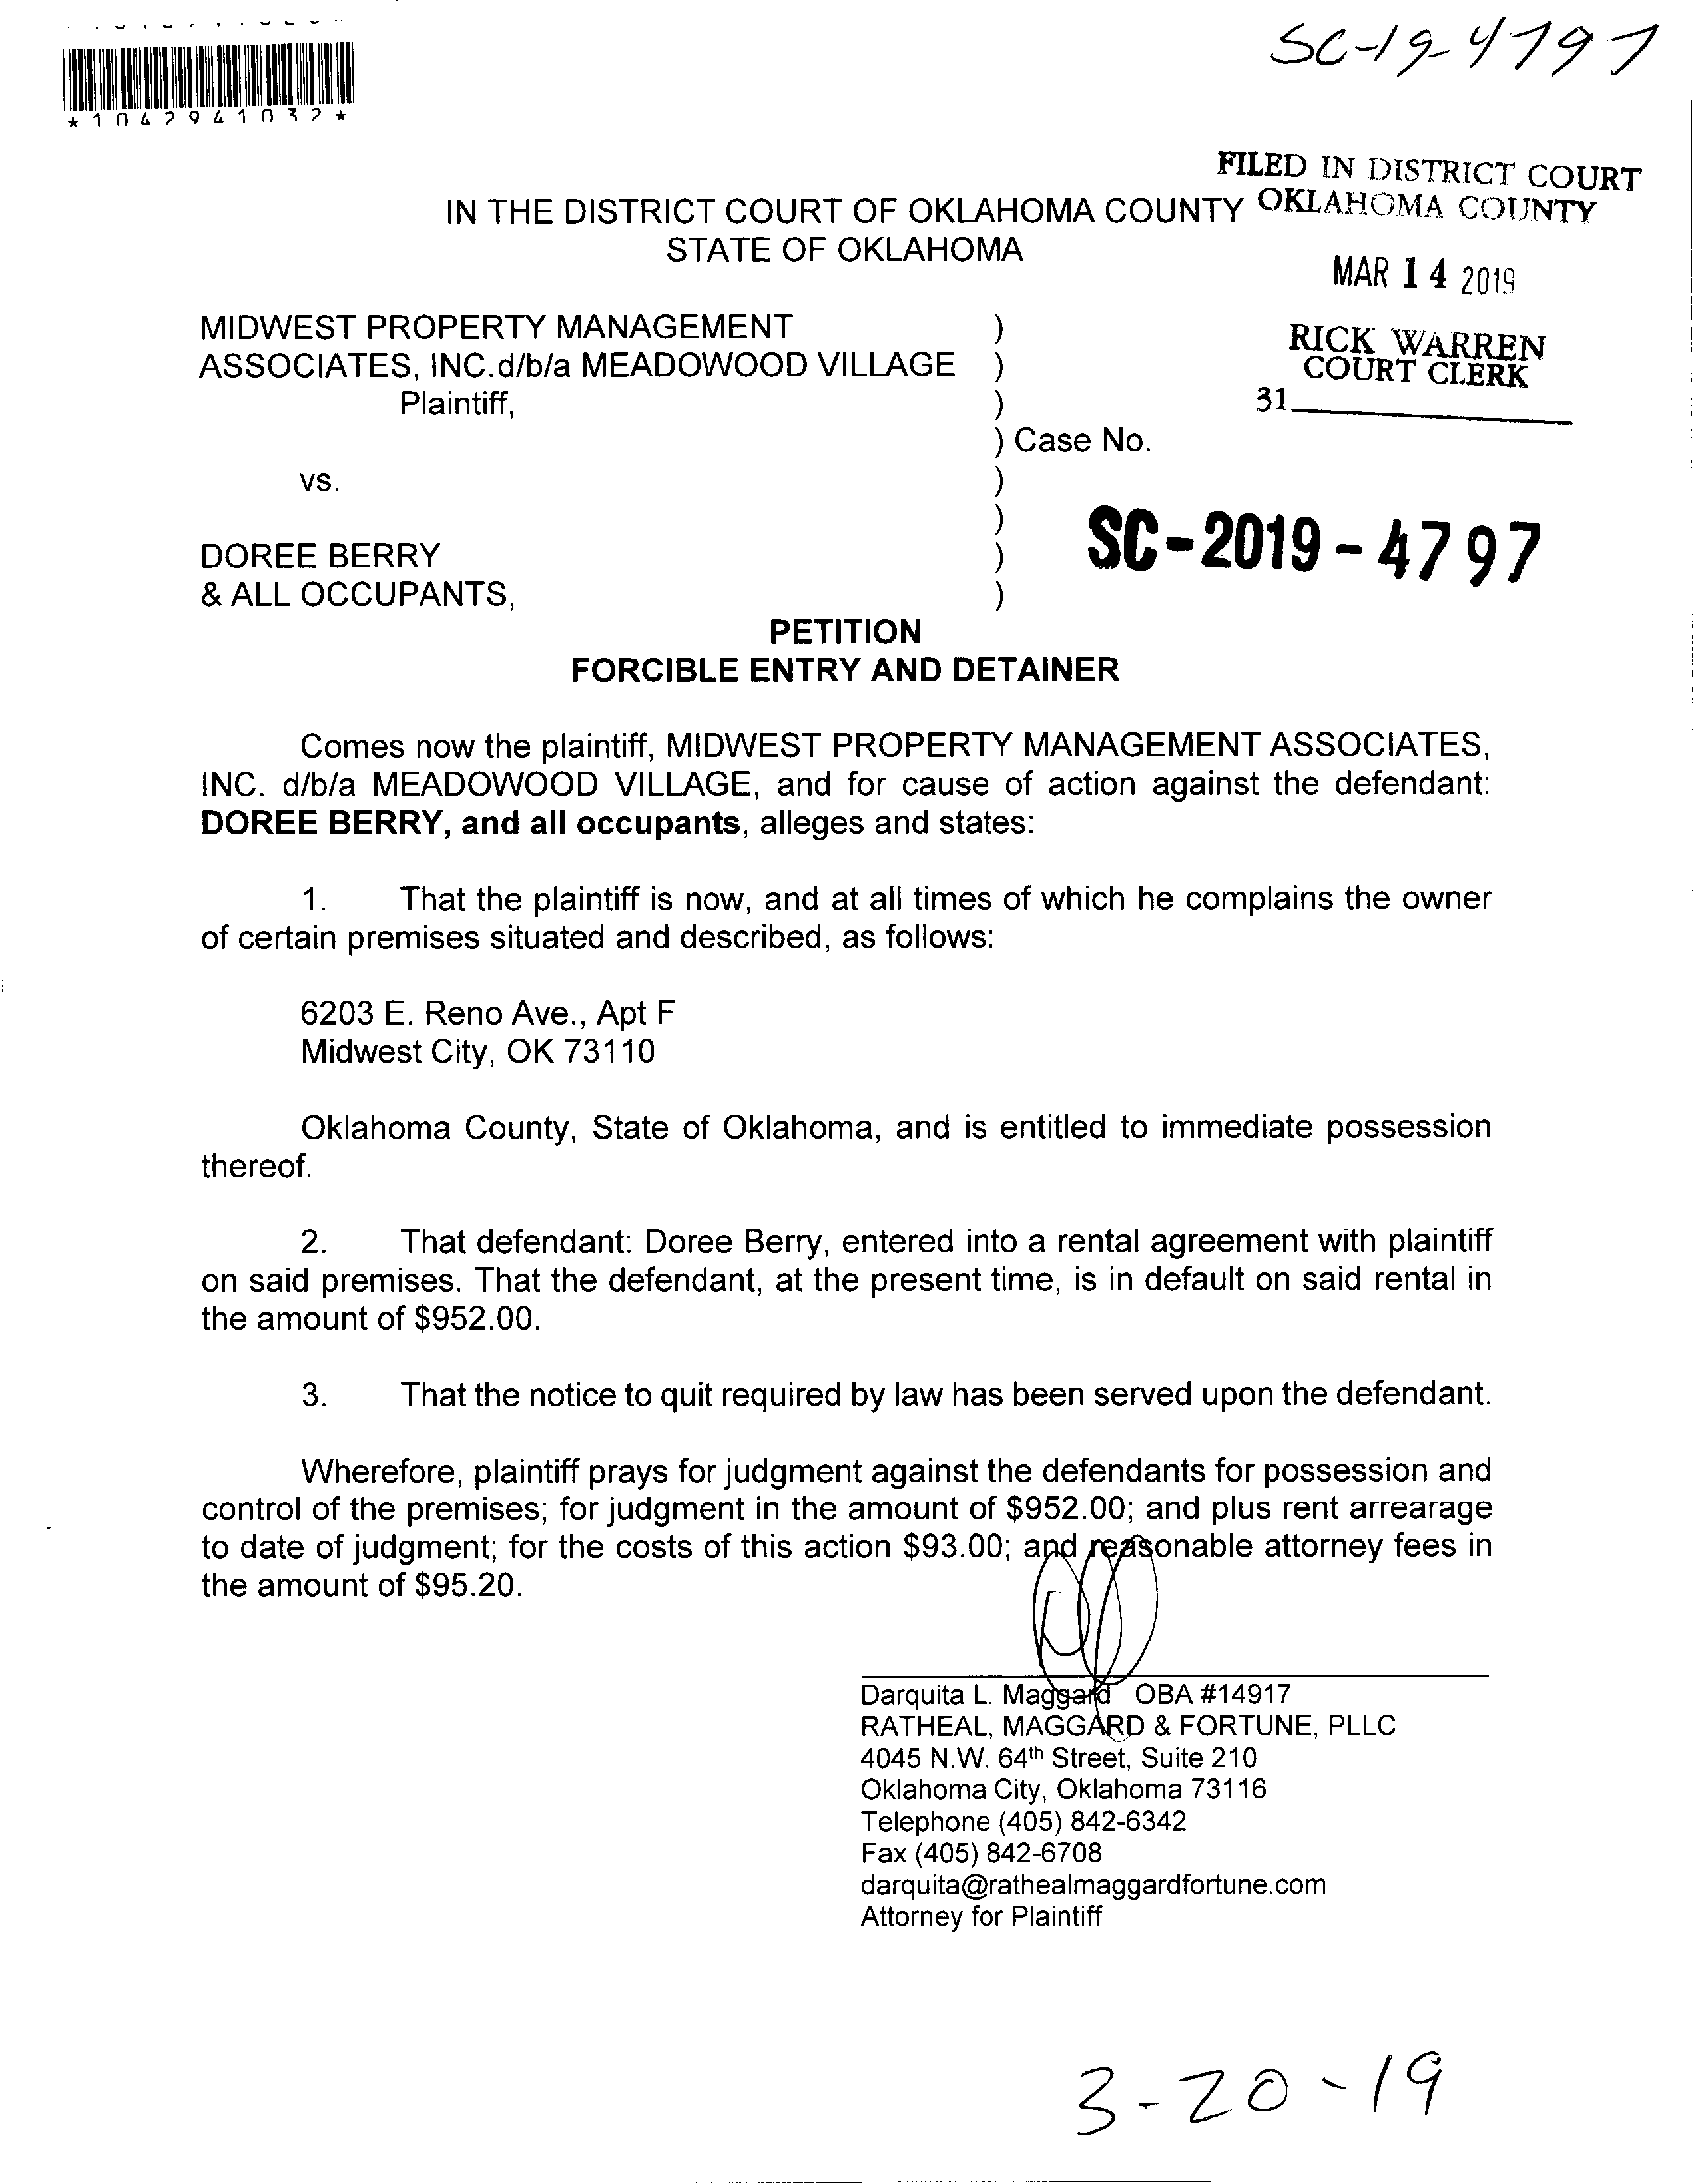 SC-19-4797
*1042941032*
FILED IN DISTRICT COURT
OKLAHOMA COUNTY
IN THE DISTRICT COURT OF OKLAHOMA COUNTY
STATE OF OKLAHOMA
MAR 14 2019
RICK WARREN
COURT CLERK
31
MIDWEST PROPERTY MANAGEMENT )
ASSOCIATES, INC.d/b/a MEADOWOOD VILLAGE )
Plaintiff, )
) Case No.
vs. )
)
SC-2019-4797
DOREE BERRY )
& ALL OCCUPANTS, )
PETITION
FORCIBLE ENTRY AND DETAINER
Comes now the plaintiff, MIDWEST PROPERTY MANAGEMENT ASSOCIATES,
INC. d/b/a MEADOWOOD VILLAGE, and for cause of action against the defendant:
DOREE BERRY, and all occupants, alleges and states:
1. That the plaintiff is now, and at all times of which he complains the owner
of certain premises situated and described, as follows:
6203 E. Reno Ave., Apt F
Midwest City, OK 73110
Oklahoma County, State of Oklahoma, and is entitled to immediate possession
thereof.
2. That defendant: Doree Berry, entered into a rental agreement with plaintiff
on said premises. That the defendant, at the present time, is in default on said rental in
the amount of $952.00.
3. That the notice to quit required by law has been served upon the defendant.
Wherefore, plaintiff prays for judgment against the defendants for possession and
control of the premises; for judgment in the amount of $952.00; and plus rent arrearage
to date of judgment; for the costs of this action $93.00; and reasonable attorney fees in
the amount of $95.20.
Darquita L. Maggard OBA #14917
RATHEAL, MAGGARD & FORTUNE, PLLC
4045 N.W. 64th Street, Suite 210
Oklahoma City, Oklahoma 73116
Telephone (405) 842-6342
Fax (405) 842-6708
darquita@rathealmaggardfortune.com
Attorney for Plaintiff
3-20-19